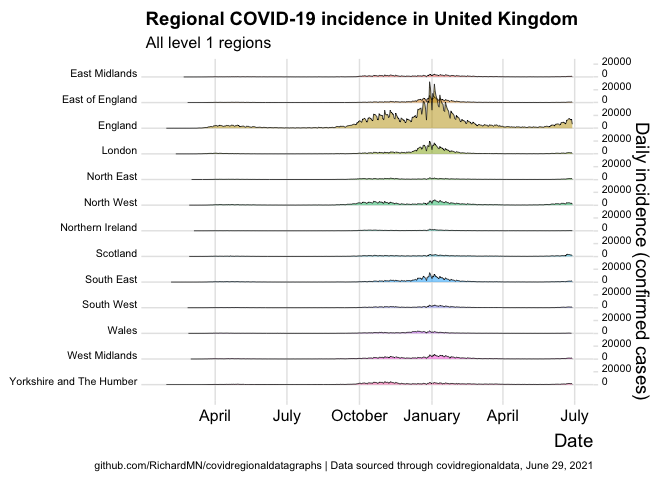 Regional COVID-19 incidence in United Kingdom
All level 1 regions
East Midlands
East of England
England
London
North East
North West
Northern Ireland
Scotland
South East
South West
Wales
West Midlands
Yorkshire and The Humber
20000
0
20000
0
20000
0
20000
0
20000
0
20000
0
20000
0
20000
0
20000
0
20000
0
20000
0
20000
0
20000
0
Daily incidence (confirmed cases)
April July October January April July
Date
github.com/RichardMN/covidregionaldatagraphs | Data sourced through covidregionaldata, June 29, 2021